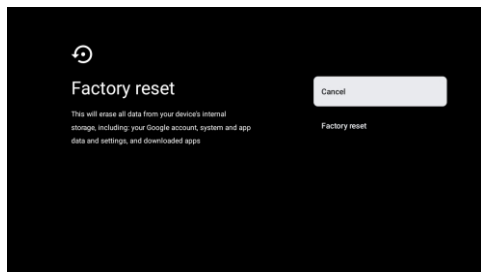 Factory reset
This will erase all data from your device's internal
storage, including: your Google account, system and app
data and settings, and downloaded apps
Cancel
Factory reset